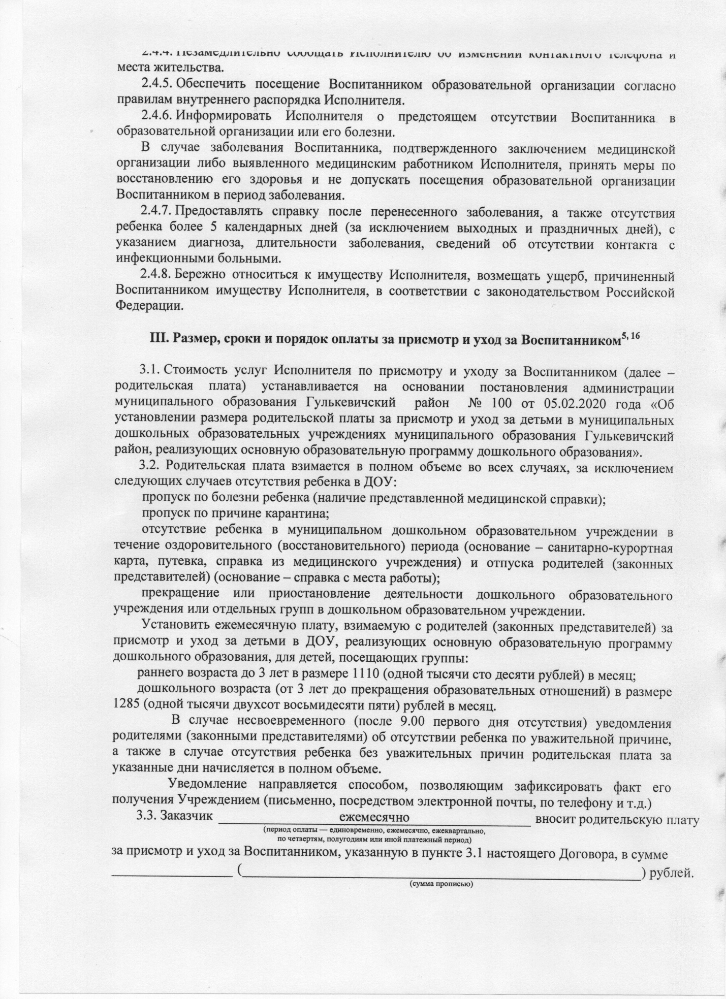 2.4.4. Незамедлительно сообщать Исполнителю об изменении контактного телефона и
места жительства.
2.4.5. Обеспечить посещение Воспитанником образовательной организации согласно
правилам внутреннего распорядка Исполнителя.
2.4.6. Информировать Исполнителя о предстоящем отсутствии Воспитанника в
образовательной организации или его болезни.
В случае заболевания Воспитанника, подтвержденного заключением медицинской
организации либо выявленного медицинским работником Исполнителя, принять меры по
восстановлению его здоровья и не допускать посещения образовательной организации
Воспитанником в период заболевания.
2.4.7. Предоставлять справку после перенесенного заболевания, а также отсутствия
ребенка более 5 календарных дней (за исключением выходных и праздничных дней), с
указанием диагноза, длительности заболевания, сведений об отсутствии контакта с
инфекционными больными.
2.4.8. Бережно относиться к имуществу Исполнителя, возмещать ущерб, причиненный
Воспитанником имуществу Исполнителя, в соответствии с законодательством Российской
Федерации.
III. Размер, сроки и порядок оплаты за присмотр и уход за Воспитанником5, 16
3.1. Стоимость услуг Исполнителя по присмотру и уходу за Воспитанником (далее –
родительская плата) устанавливается на основании постановления администрации
муниципального образования Гулькевичский район № 100 от 05.02.2020 года «Об
установлении размера родительской платы за присмотр и уход за детьми в муниципальных
дошкольных образовательных учреждениях муниципального образования Гулькевичский
район, реализующих основную образовательную программу дошкольного образования».
3.2. Родительская плата взимается в полном объеме во всех случаях, за исключением
следующих случаев отсутствия ребенка в ДОУ:
пропуск по болезни ребенка (наличие представленной медицинской справки);
пропуск по причине карантина;
отсутствие ребенка в муниципальном дошкольном образовательном учреждении в
течение оздоровительного (восстановительного) периода (основание – санитарно-курортная
карта, путевка, справка из медицинского учреждения) и отпуска родителей (законных
представителей) (основание – справка с места работы);
прекращение или приостановление деятельности дошкольного образовательного
учреждения или отдельных групп в дошкольном образовательном учреждении.
Установить ежемесячную плату, взимаемую с родителей (законных представителей) за
присмотр и уход за детьми в ДОУ, реализующих основную образовательную программу
дошкольного образования, для детей, посещающих группы:
раннего возраста до 3 лет в размере 1110 (одной тысячи сто десяти рублей) в месяц;
дошкольного возраста (от 3 лет до прекращения образовательных отношений) в размере
1285 (одной тысячи двухсот восьмидесяти пяти) рублей в месяц.
В случае несвоевременного (после 9.00 первого дня отсутствия) уведомления
родителями (законными представителями) об отсутствии ребенка по уважительной причине,
а также в случае отсутствия ребенка без уважительных причин родительская плата за
указанные дни начисляется в полном объеме.
Уведомление направляется способом, позволяющим зафиксировать факт его
получения Учреждением (письменно, посредством электронной почты, по телефону и т.д.)
3.3. Заказчик ежемесячно вносит родительскую плату
(период оплаты — единовременно, ежемесячно, ежеквартально,
по четвертям, полугодиям или иной платежный период)
за присмотр и уход за Воспитанником, указанную в пункте 3.1 настоящего Договора, в сумме
_________________ (________________________________________________________) рублей.
(сумма прописью)